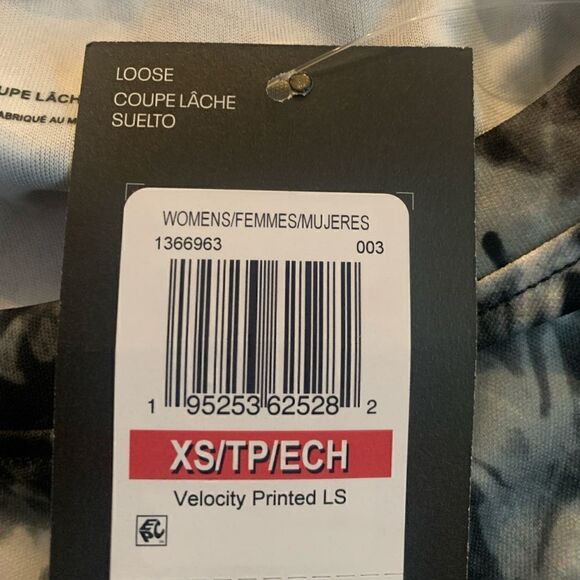 LOOSE
COUPE LÂCHE
SUELTO
WOMENS/FEMMES/MUJERES
1366963 003
1 95253 62528 2
XS/TP/ECH
Velocity Printed LS
EPC